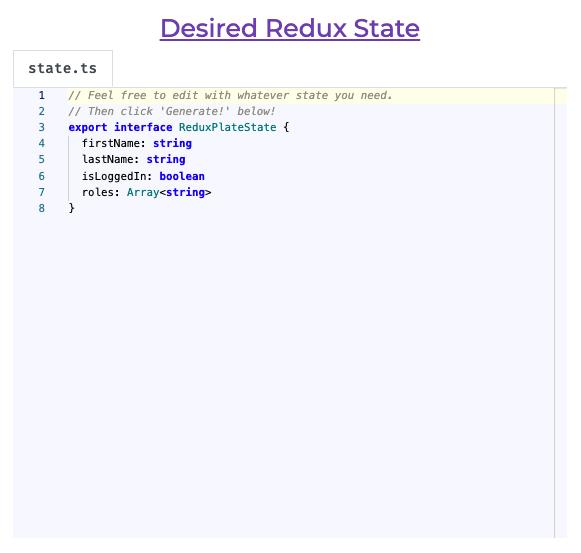 Desired Redux State
state.ts
1 // Feel free to edit with whatever state you need.
2 // Then click 'Generate!' below!
3 export interface ReduxPlateState {
4   firstName: string
5   lastName: string
6   isLoggedIn: boolean
7   roles: Array<string>
8 }